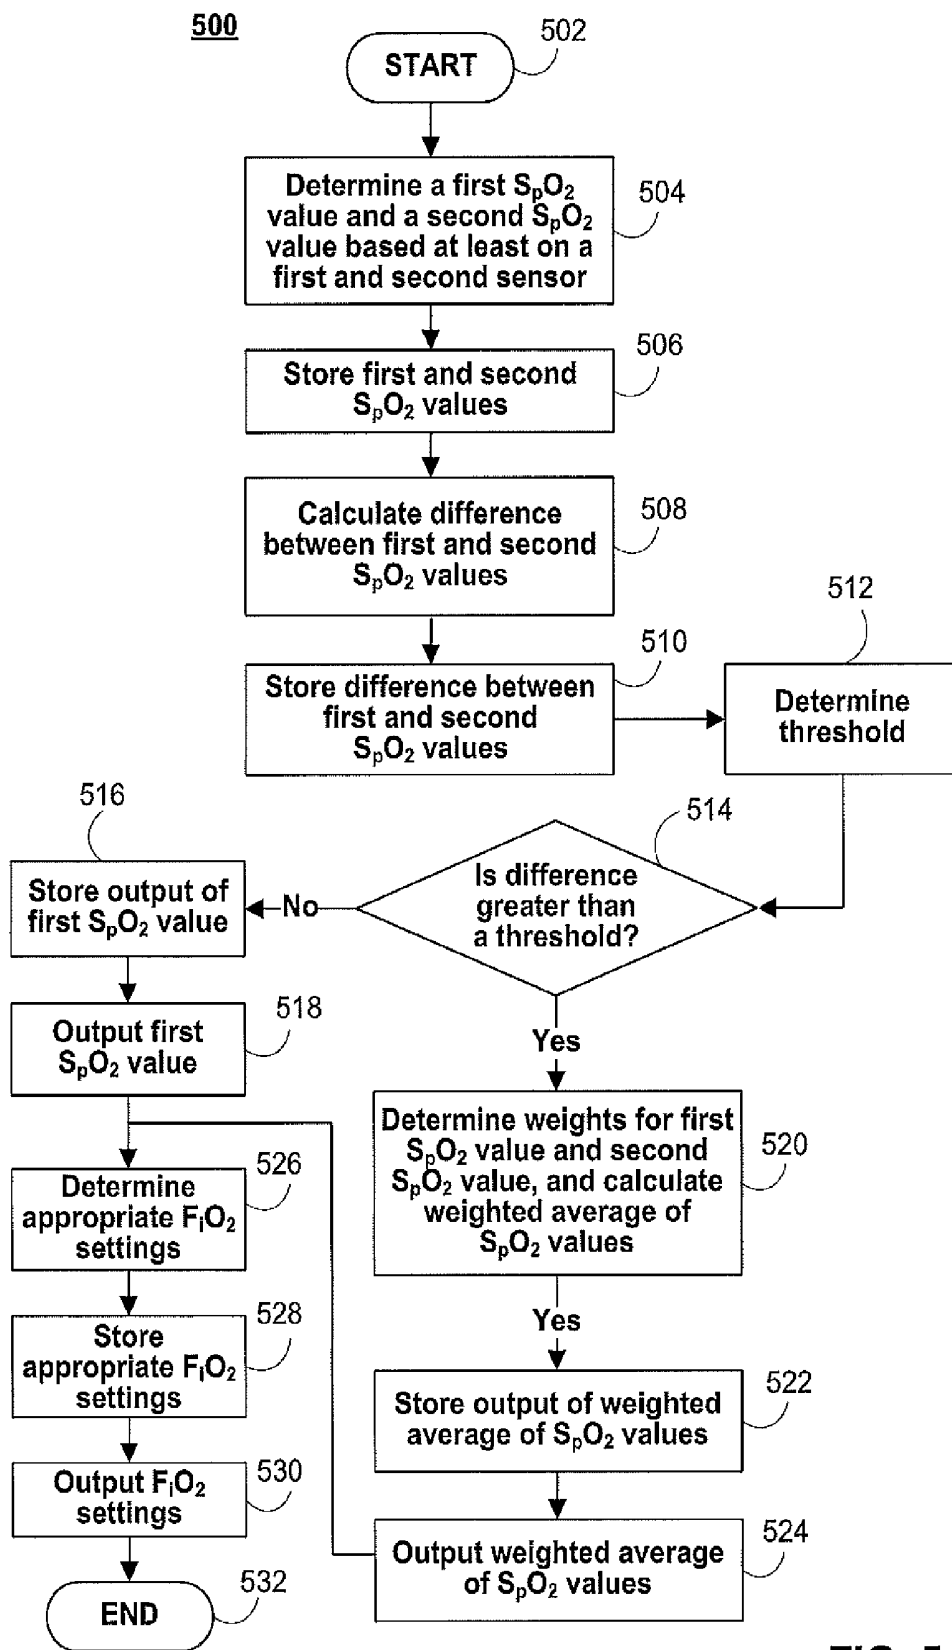 500
502
START
Determine a first SpO2
value and a second SpO2
value based at least on a
first and second sensor
504
Store first and second
SpO2 values
506
Calculate difference
between first and second
SpO2 values
508
Store difference between
first and second
SpO2 values
510
512
Determine
threshold
514
Is difference
greater than
a threshold?
No
516
Store output of
first SpO2 value
Output first
SpO2 value
518
Yes
Determine weights for first
SpO2 value and second
SpO2 value, and calculate
weighted average of
SpO2 values
520
Yes
Store output of weighted
average of SpO2 values
522
Output weighted average
of SpO2 values
524
526
Determine
appropriate FiO2
settings
528
Store
appropriate FiO2
settings
Output FiO2
settings
530
END
532